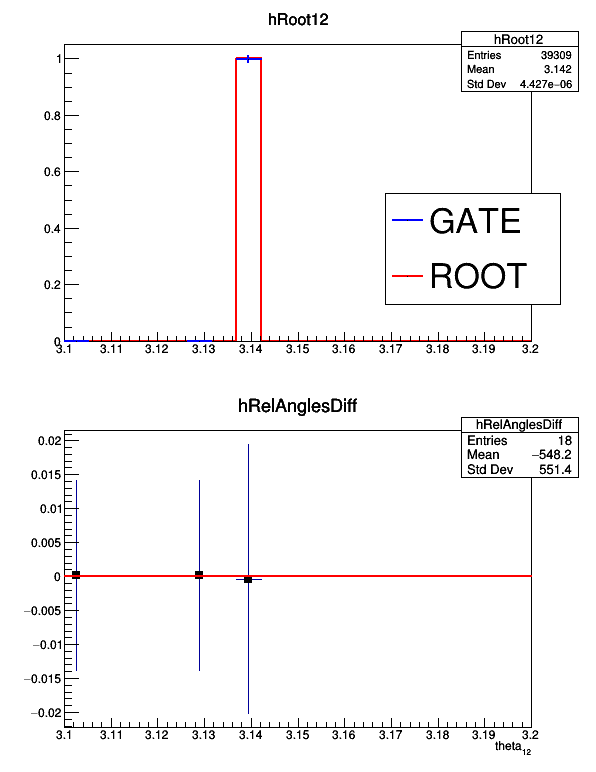 hRoot12
hRoot12
Entries 39309
Mean 3.142
Std Dev 4.427e−06
1
0.8
0.6
0.4
0.2
0
GATE
ROOT
3.1 3.11 3.12 3.13 3.14 3.15 3.16 3.17 3.18 3.19 3.2
hRelAnglesDiff
hRelAnglesDiff
Entries 18
Mean −548.2
Std Dev 551.4
0.02
0.015
0.01
0.005
0
−0.005
−0.01
−0.015
−0.02
3.1 3.11 3.12 3.13 3.14 3.15 3.16 3.17 3.18 3.19 3.2
theta12